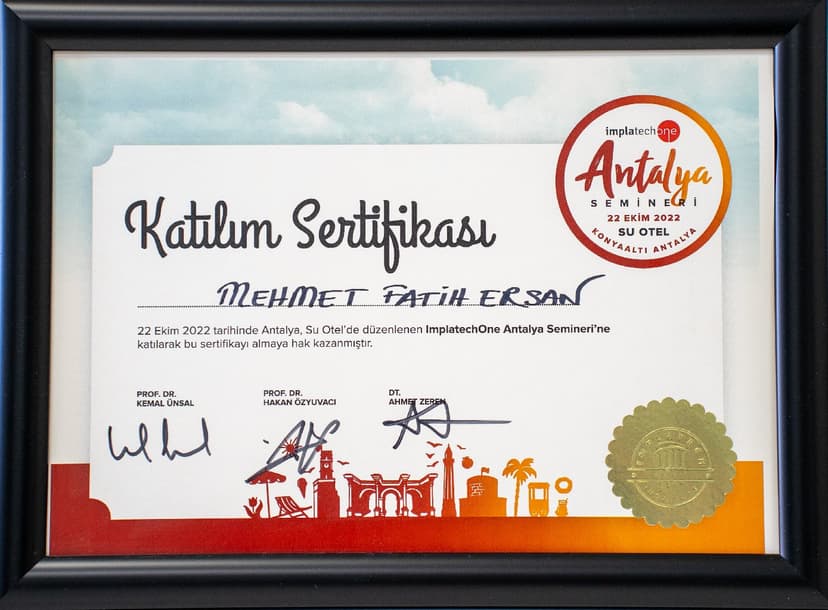 implatechone
Antalya
SEMİNERİ
22 EKİM 2022
SU OTEL
KONYAALTI ANTALYA
Katılım Sertifikası
MEHMET FATİH ERSAN
22 Ekim 2022 tarihinde Antalya, Su Otel'de düzenlenen ImplatechOne Antalya Semineri'ne
katılarak bu sertifikayı almaya hak kazanmıştır.
PROF. DR.
KEMAL ÜNSAL
PROF. DR.
HAKAN ÖZYUVACI
DT.
AHMET ZEREN